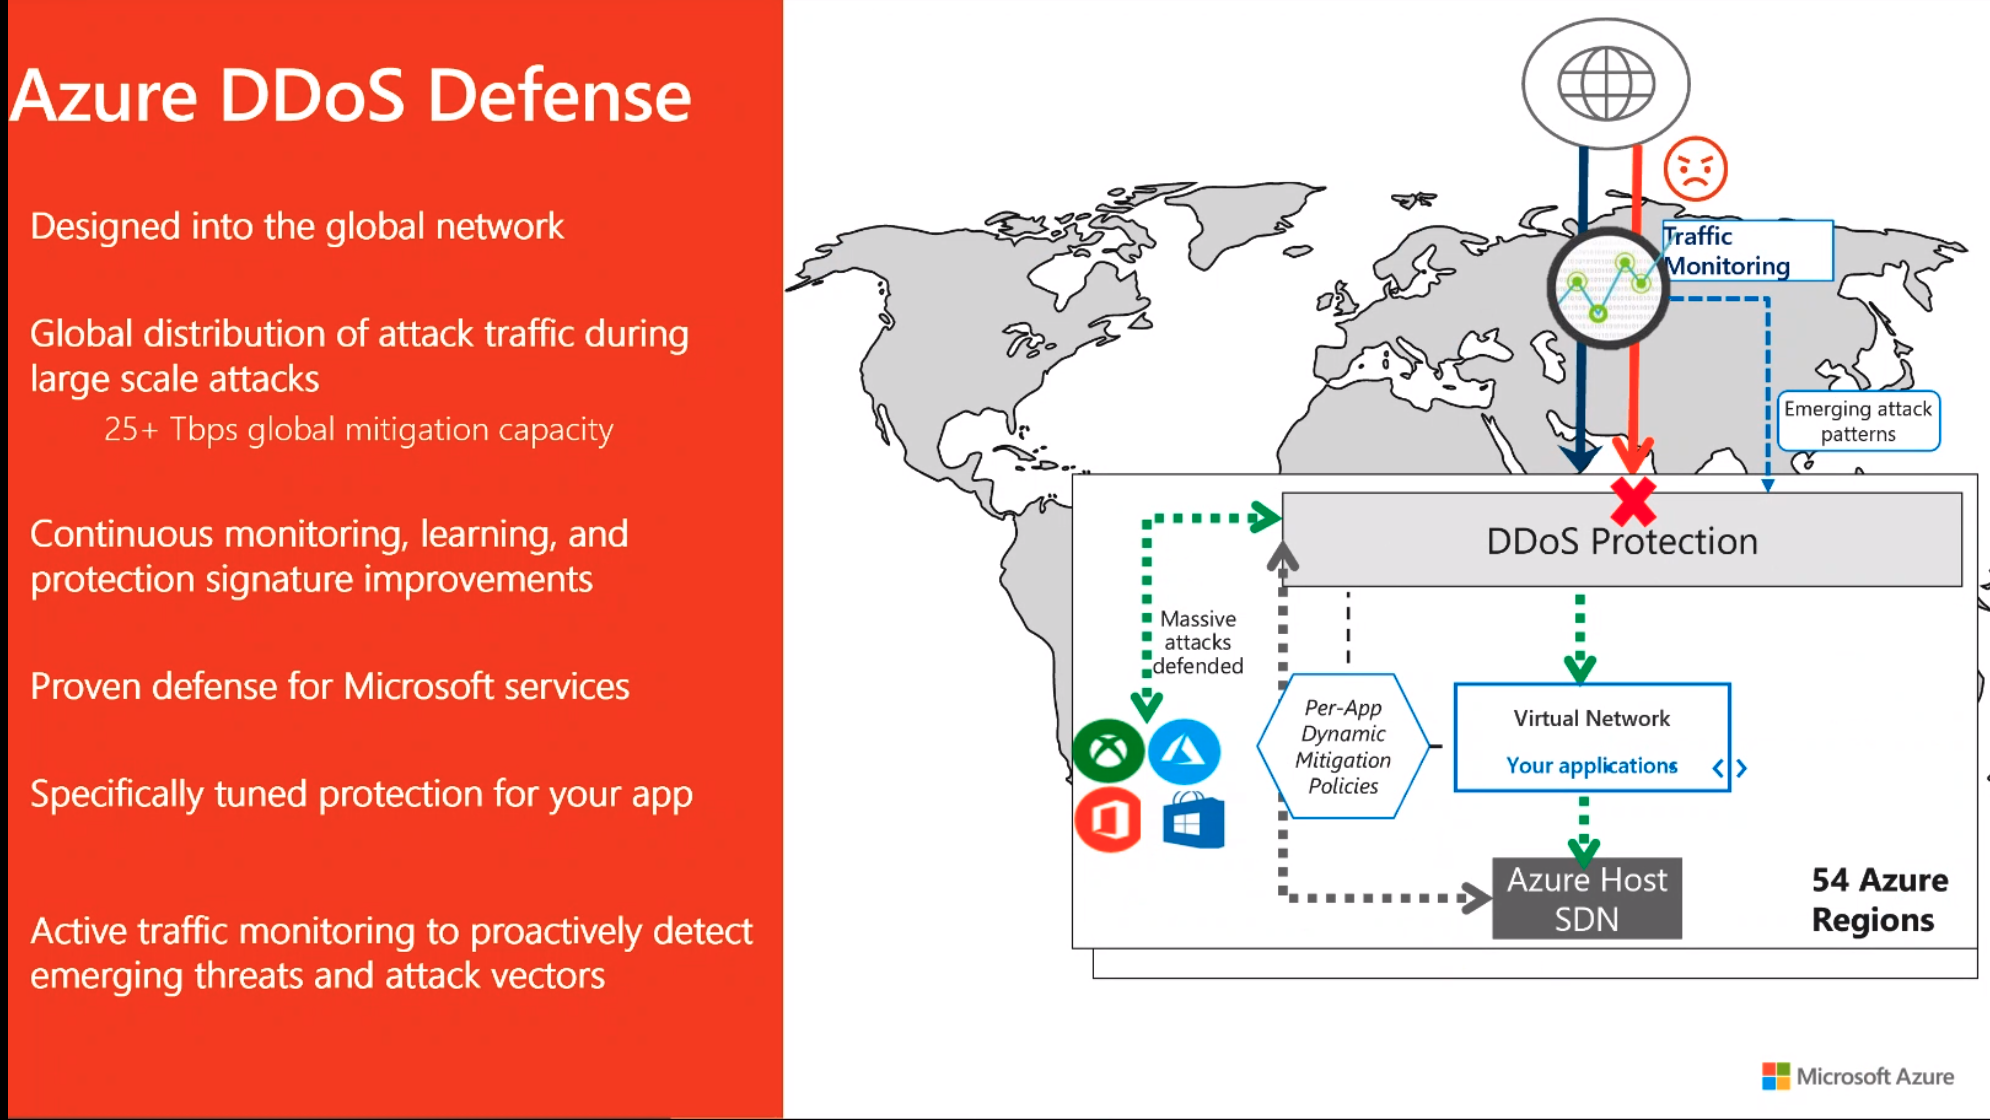 Azure DDoS Defense
Designed into the global network
Global distribution of attack traffic during
large scale attacks
25+ Tbps global mitigation capacity
Continuous monitoring, learning, and
protection signature improvements
Proven defense for Microsoft services
Specifically tuned protection for your app
Active traffic monitoring to proactively detect
emerging threats and attack vectors
Traffic
Monitoring
Emerging attack
patterns
DDoS Protection
Massive
attacks
defended
Per-App
Dynamic
Mitigation
Policies
Virtual Network
Your applications
Azure Host
SDN
54 Azure
Regions
Microsoft Azure